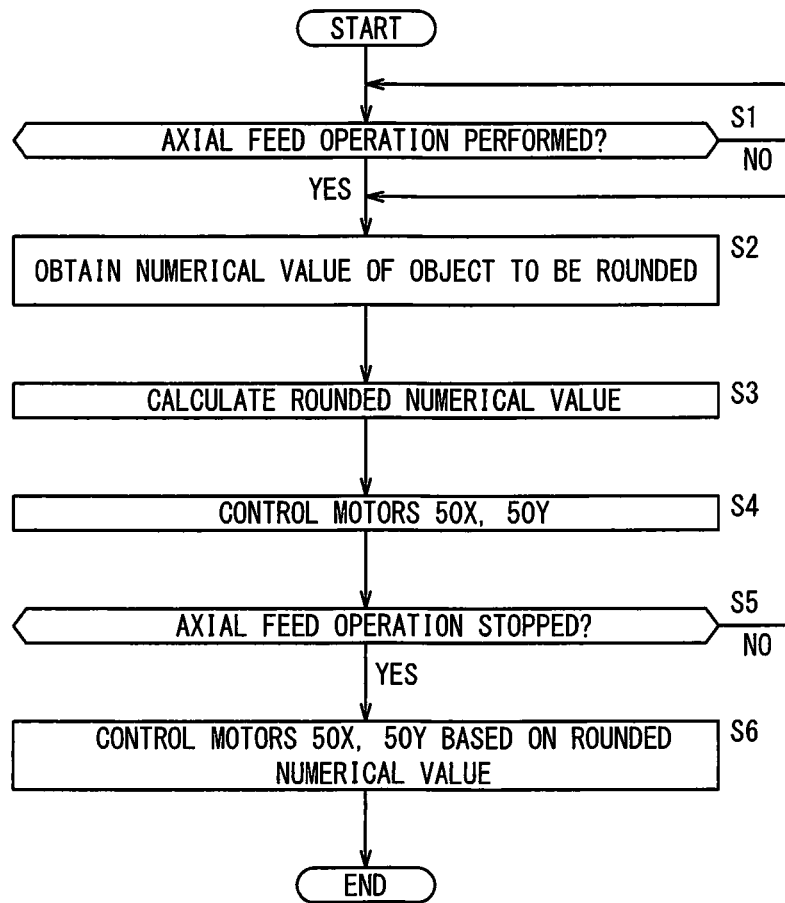 START
AXIAL FEED OPERATION PERFORMED?
S1
NO
YES
OBTAIN NUMERICAL VALUE OF OBJECT TO BE ROUNDED
S2
CALCULATE ROUNDED NUMERICAL VALUE
S3
CONTROL MOTORS 50X, 50Y
S4
AXIAL FEED OPERATION STOPPED?
S5
NO
YES
CONTROL MOTORS 50X, 50Y BASED ON ROUNDED
NUMERICAL VALUE
S6
END